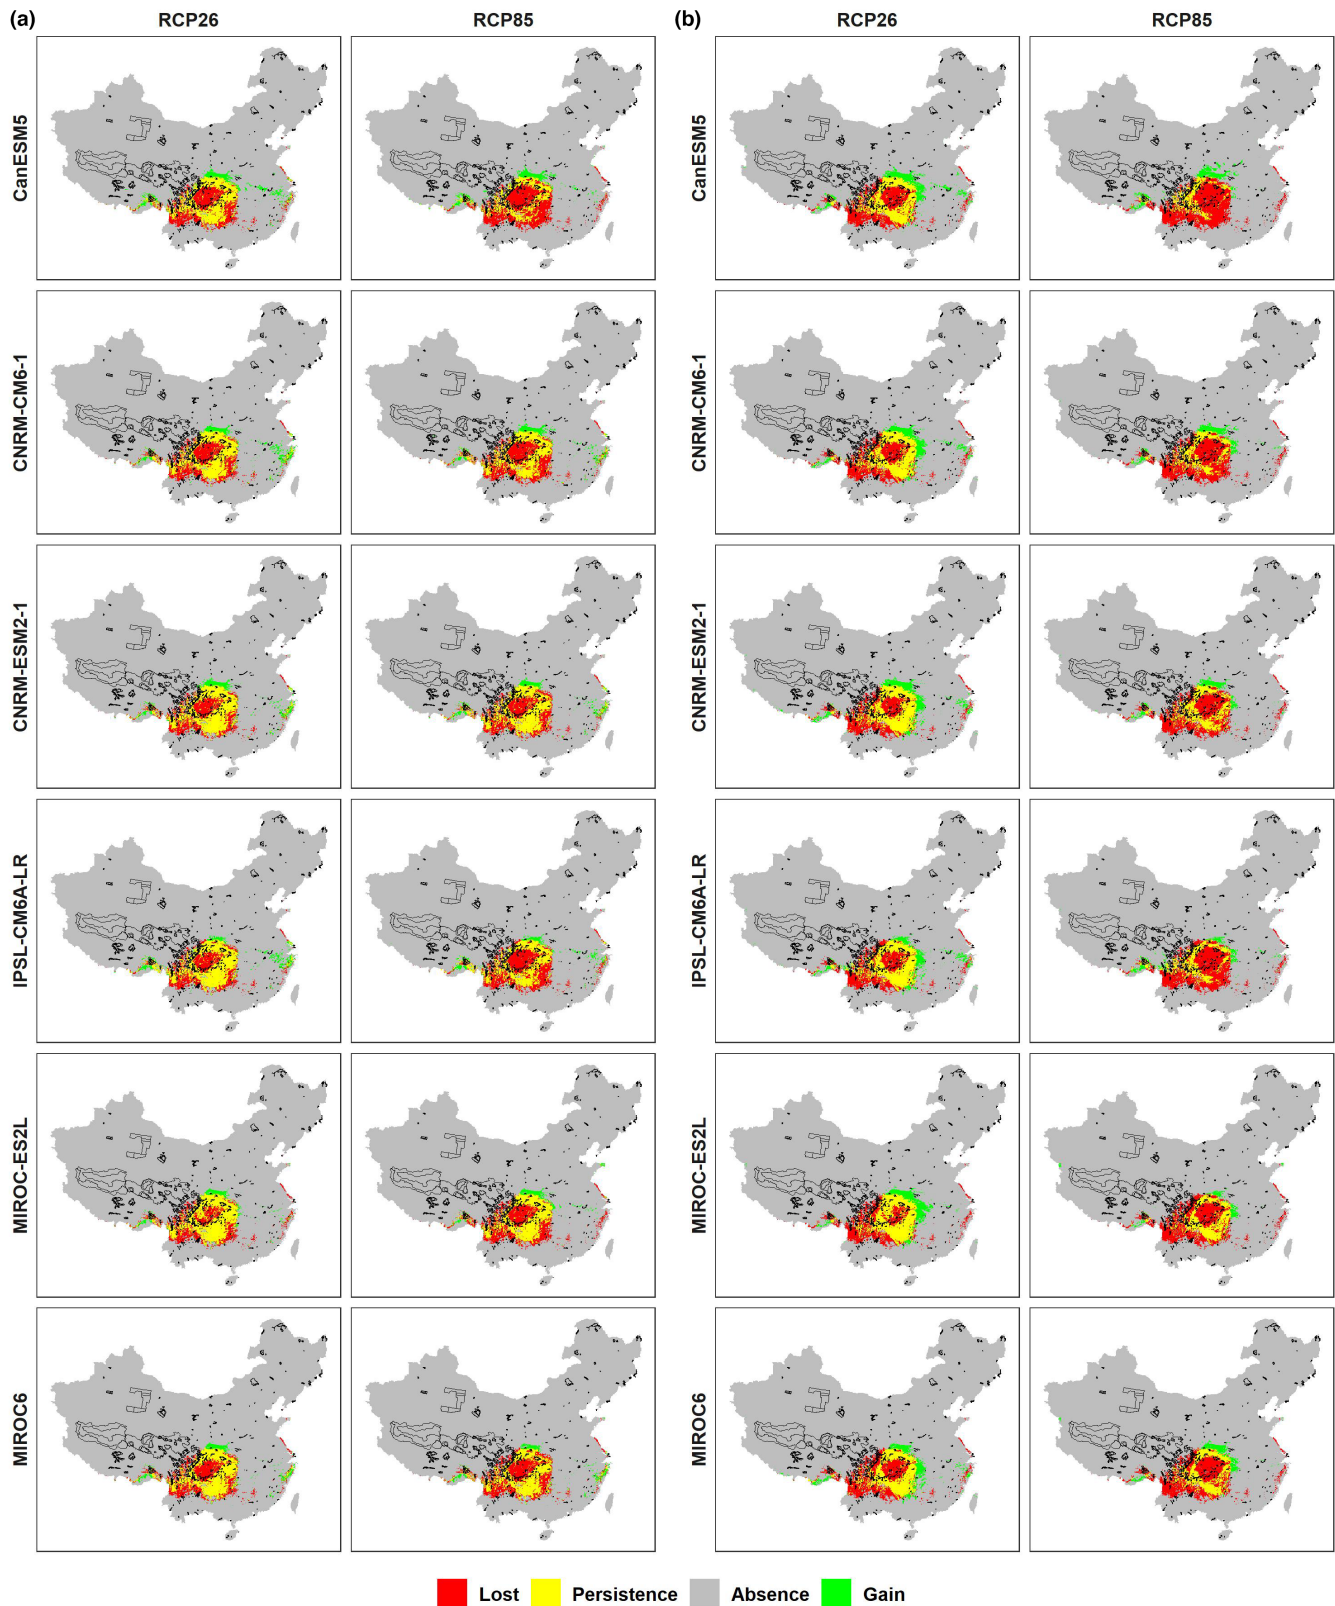 (a) RCP26 RCP85 (b) RCP26 RCP85
CanESM5 CanESM5
CNRM-CM6-1 CNRM-CM6-1
CNRM-ESM2-1 CNRM-ESM2-1
IPSL-CM6A-LR IPSL-CM6A-LR
MIROC-ES2L MIROC-ES2L
MIROC6 MIROC6
Lost Persistence Absence Gain